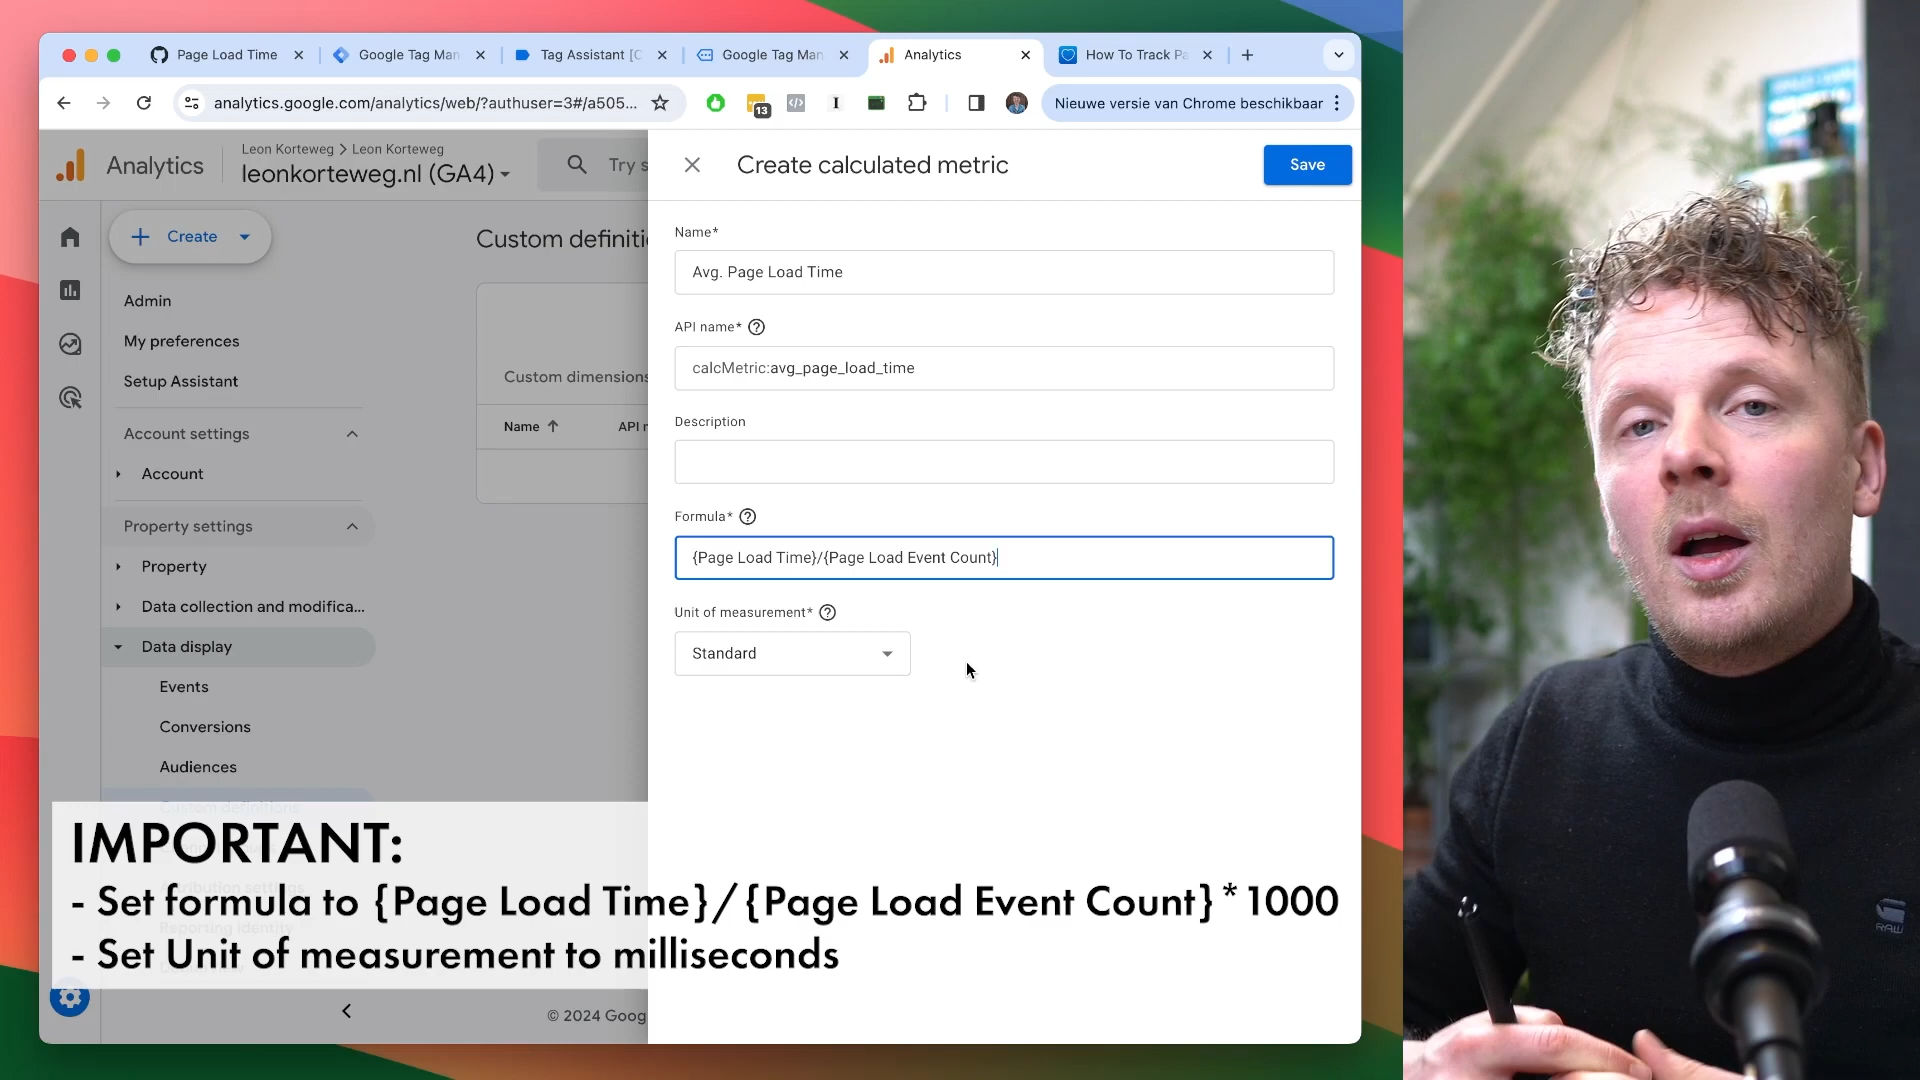 Page Load Time
Google Tag Man
Tag Assistant [C
Google Tag Man
Analytics
How To Track Pa
analytics.google.com/analytics/web/?authuser=3#/a505...
13
Nieuwe versie van Chrome beschikbaar
Analytics
Leon Korteweg > Leon Korteweg
leonkorteweg.nl (GA4)
Try s
Create calculated metric
Save
Create
Admin
My preferences
Setup Assistant
Account settings
Account
Property settings
Property
Data collection and modifica...
Data display
Events
Conversions
Audiences
Custom definitions
Custom definiti
Custom dimensions
Name
API n
Name*
Avg. Page Load Time
API name*
calcMetric:avg_page_load_time
Description
Formula*
{Page Load Time}/{Page Load Event Count}
Unit of measurement*
Standard
IMPORTANT:
- Set formula to {Page Load Time}/{Page Load Event Count}*1000
- Set Unit of measurement to milliseconds
© 2024 Goog
RAW